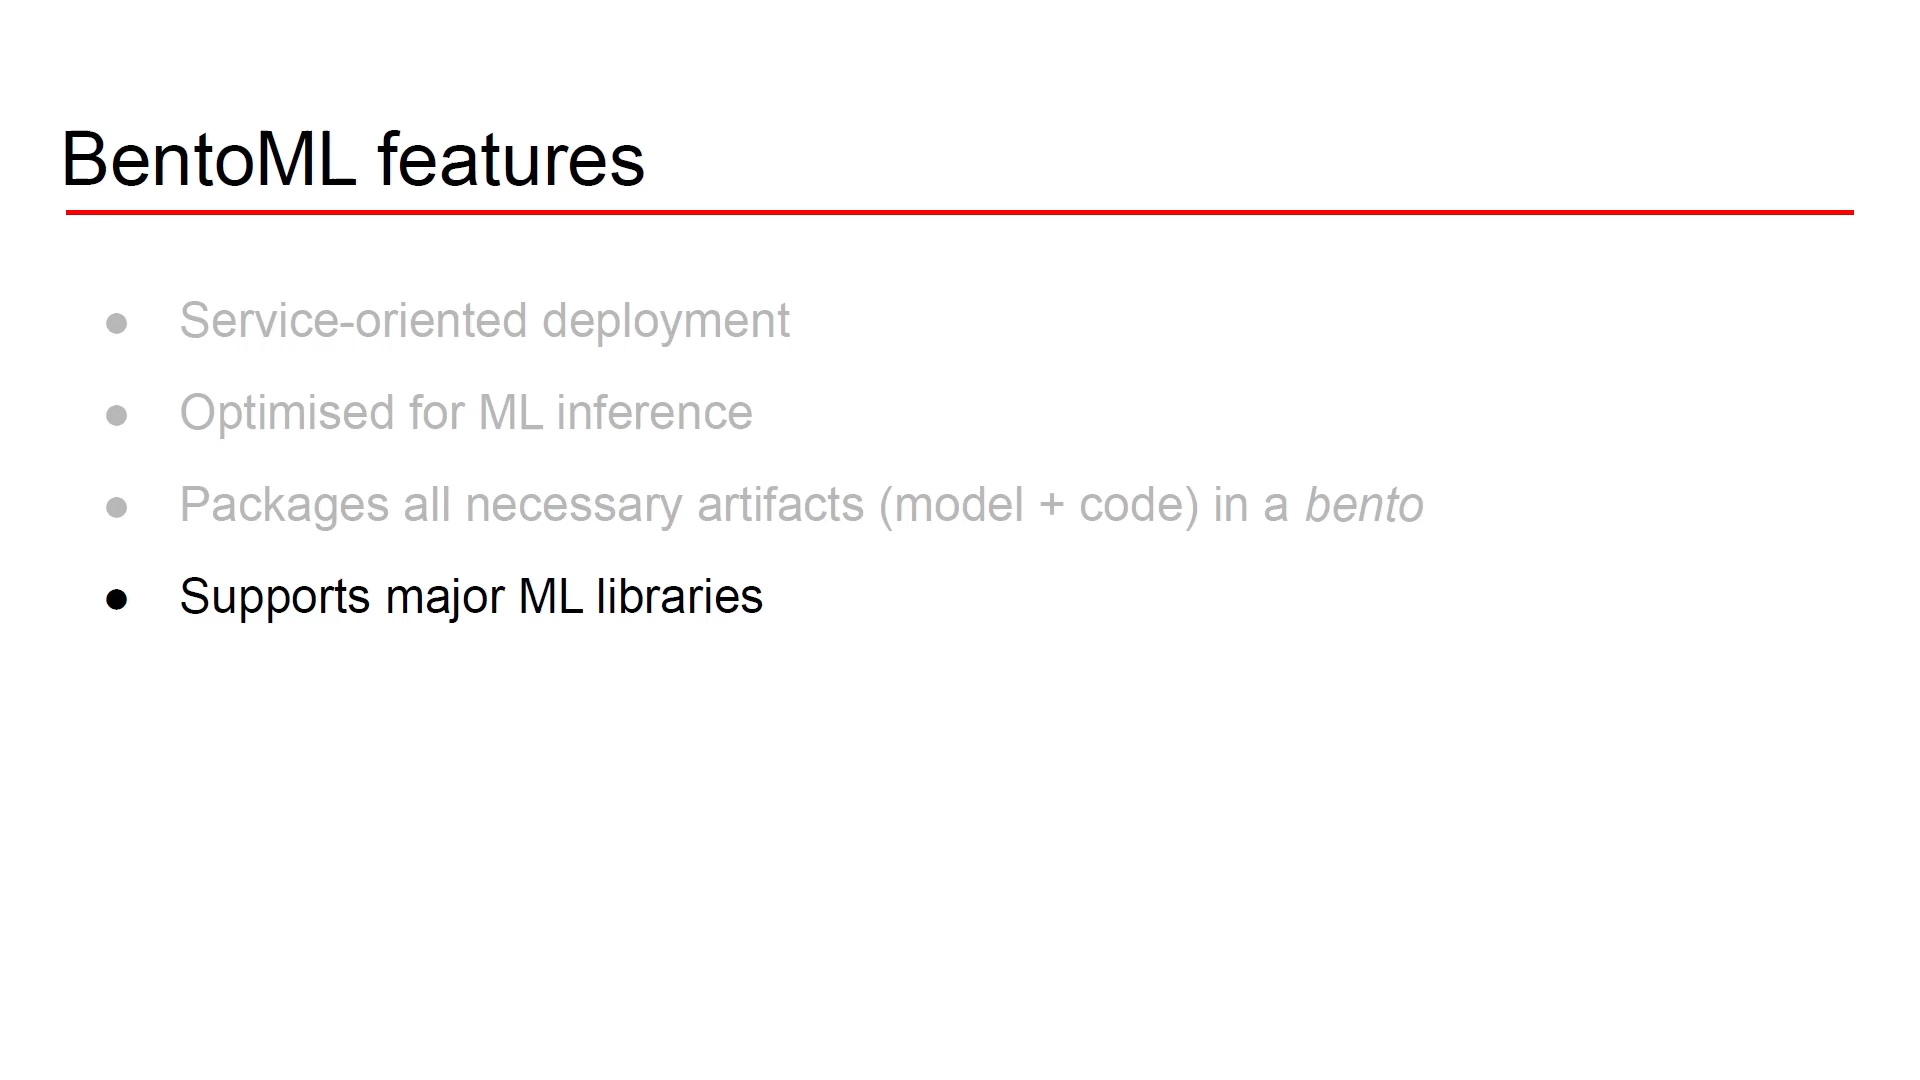 BentoML features
● Service-oriented deployment
● Optimised for ML inference
● Packages all necessary artifacts (model + code) in a bento
● Supports major ML libraries